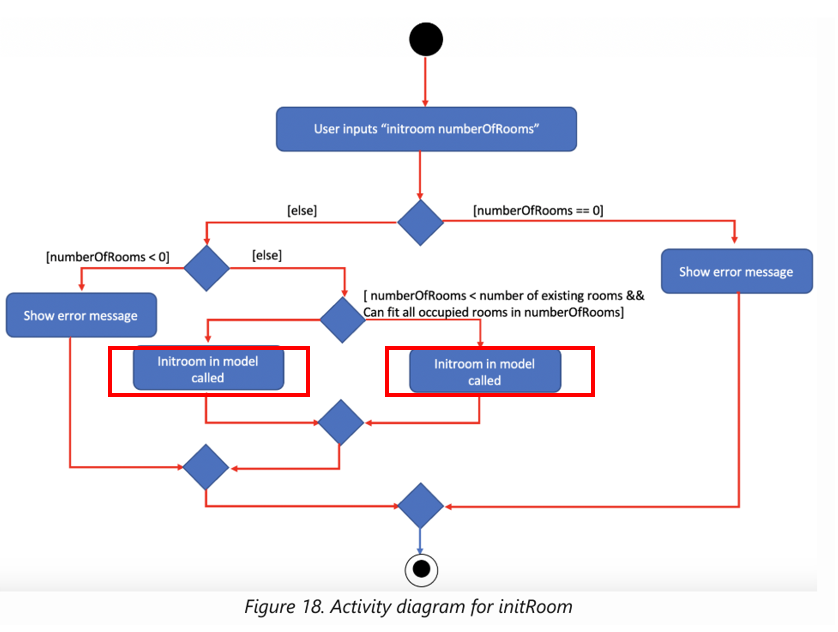 User inputs “initroom numberOfRooms”
[else]
[numberOfRooms == 0]
[numberOfRooms < 0]
[else]
Show error message
[ numberOfRooms < number of existing rooms &&
Can fit all occupied rooms in numberOfRooms]
Show error message
Initroom in model
called
Initroom in model
called
Figure 18. Activity diagram for initRoom